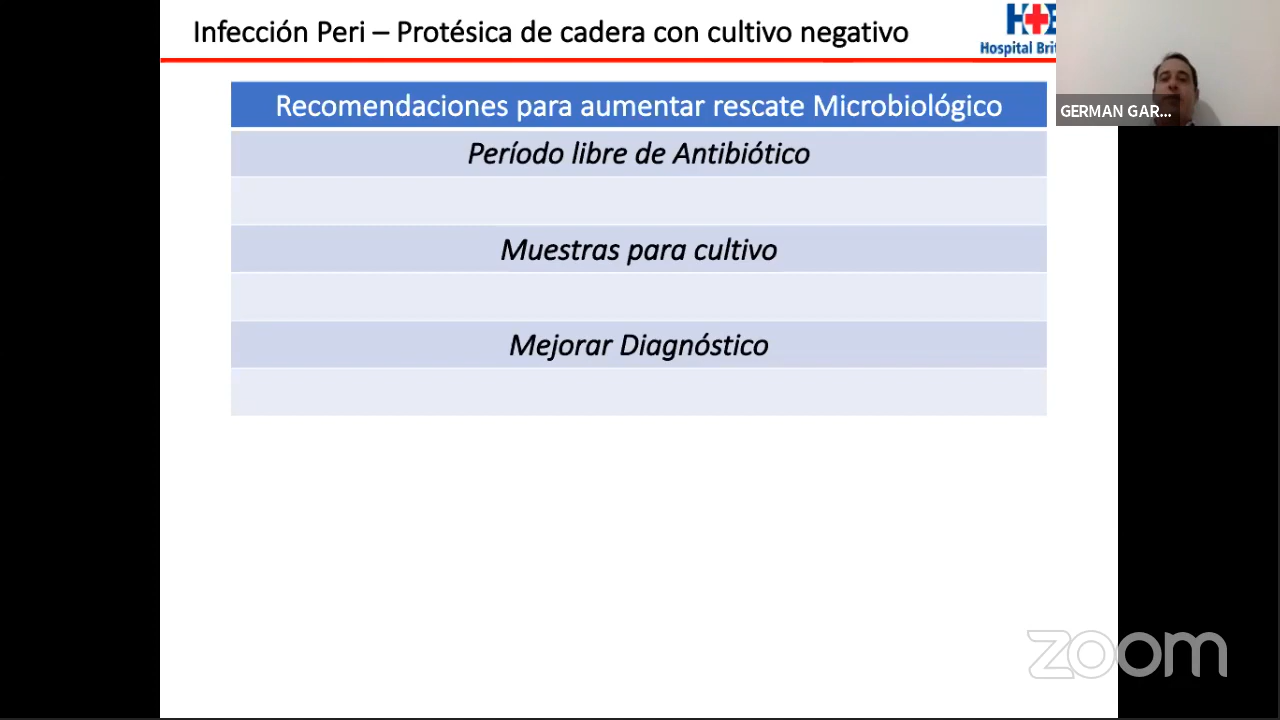 Infección Peri – Protésica de cadera con cultivo negativo
Hospital Brit
GERMAN GAR...
Recomendaciones para aumentar rescate Microbiológico
Período libre de Antibiótico
Muestras para cultivo
Mejorar Diagnóstico
zoom